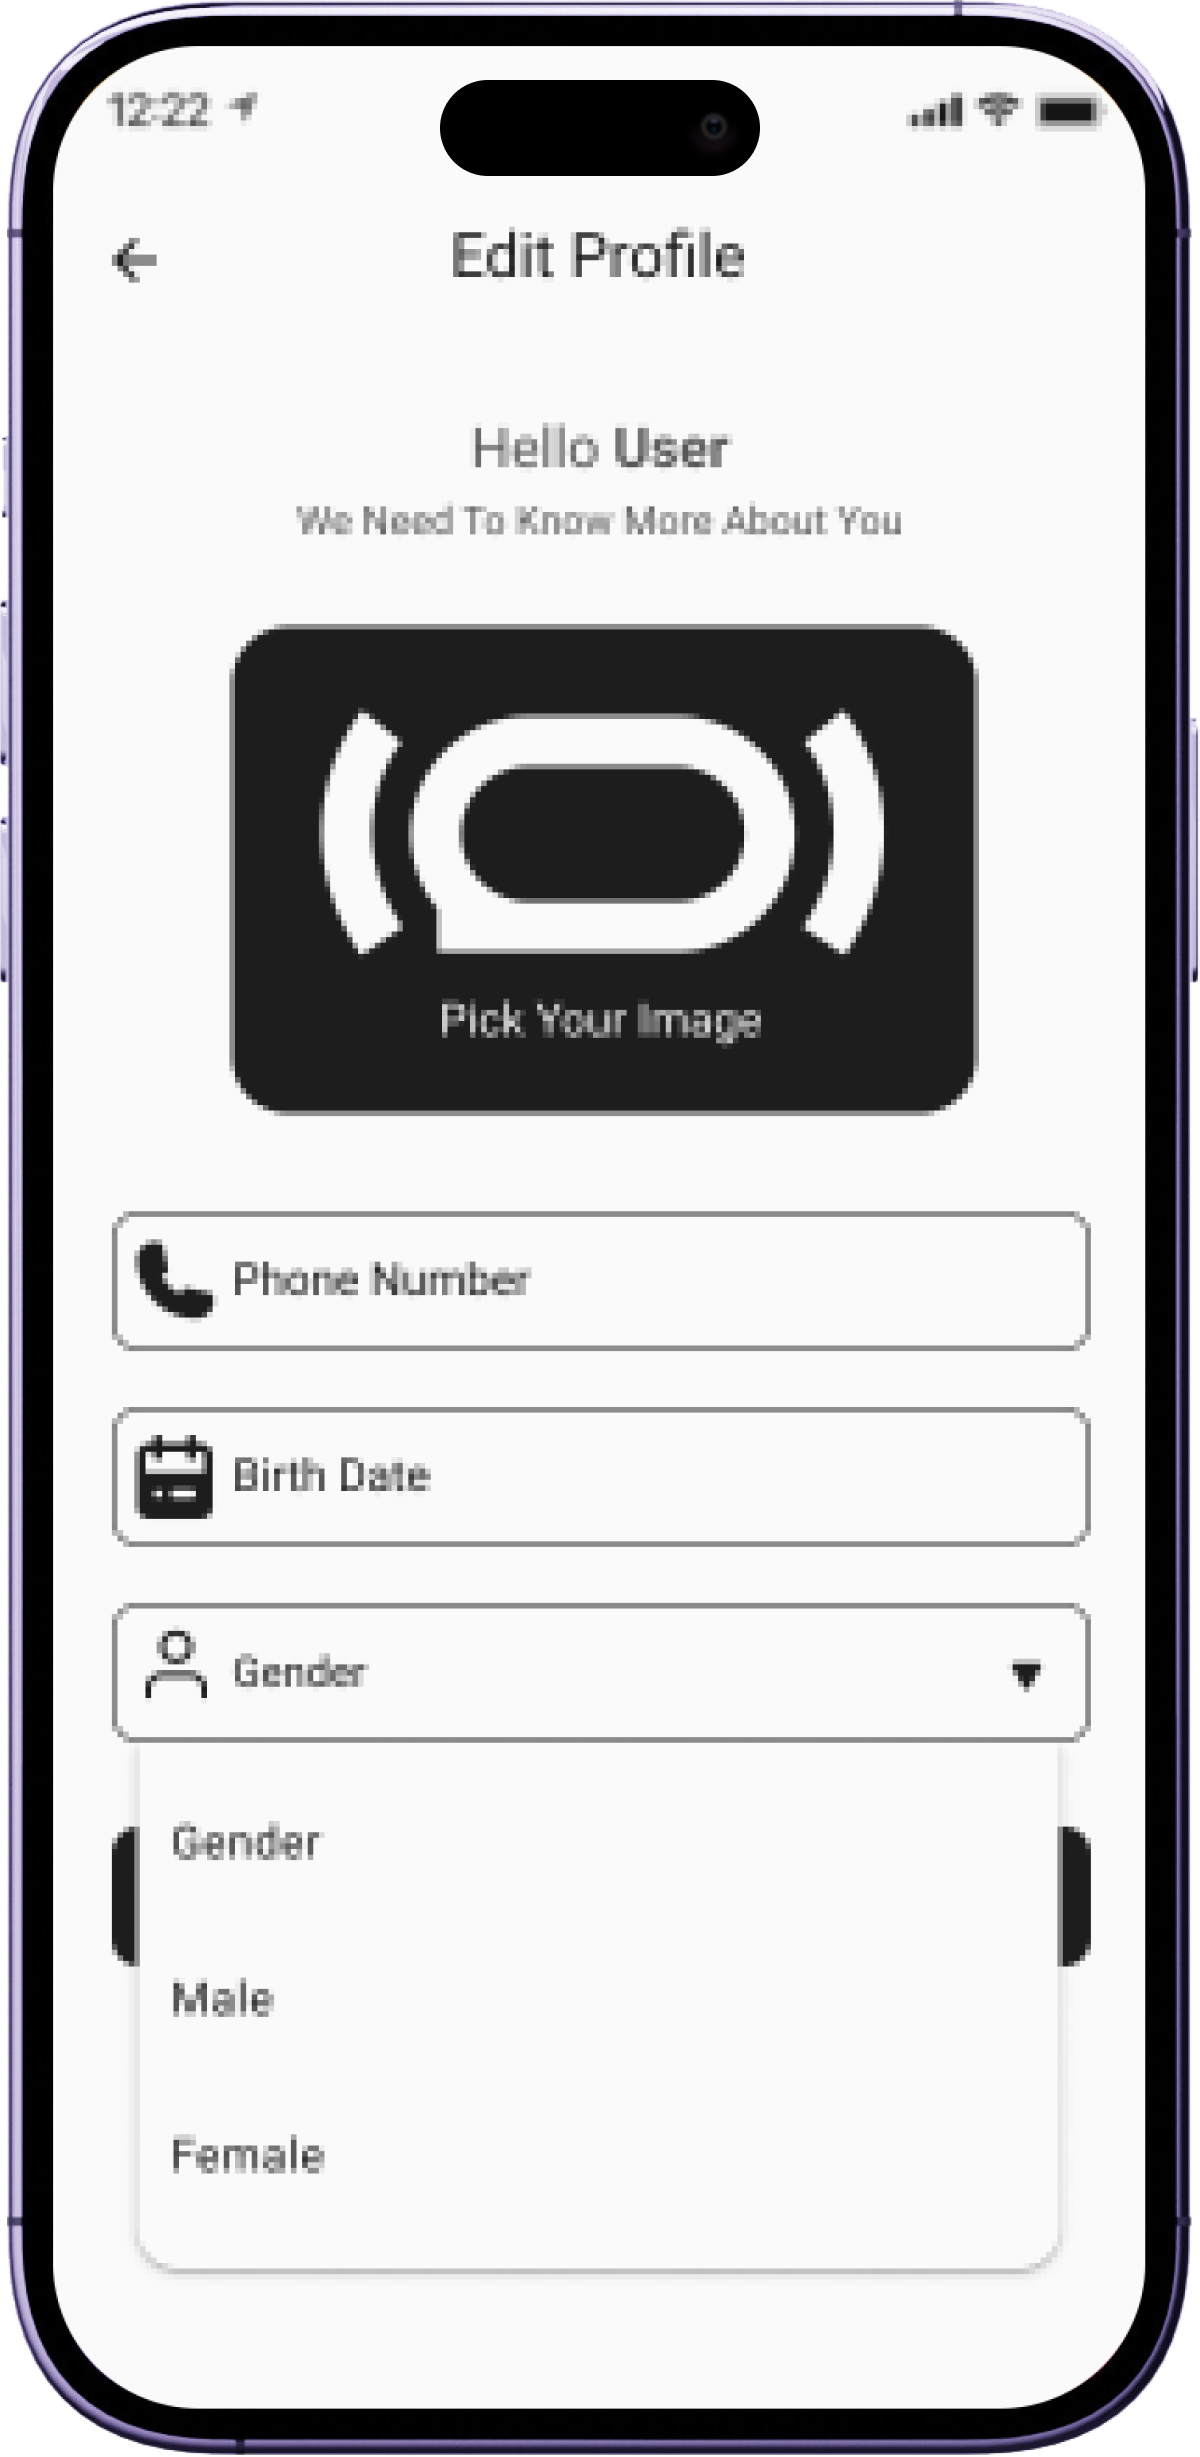 12:22
Edit Profile
Hello User
We Need To Know More About You
Pick Your Image
Phone Number
Birth Date
Gender
Gender
Male
Female